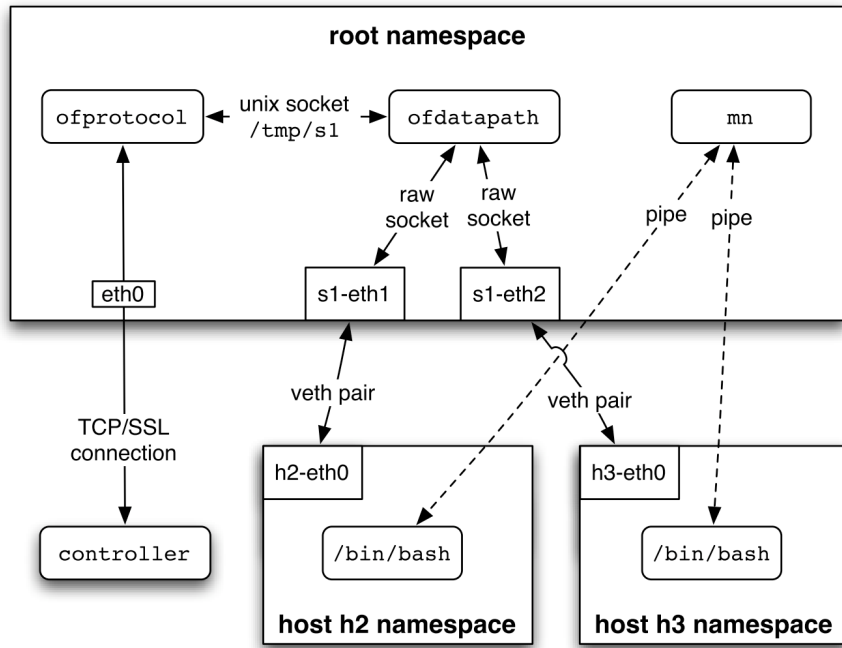 root namespace
ofprotocol
unix socket
/tmp/s1
ofdatapath
mn
raw
socket
raw
socket
pipe
pipe
eth0
s1-eth1
s1-eth2
veth pair
veth pair
TCP/SSL
connection
h2-eth0
h3-eth0
controller
/bin/bash
/bin/bash
host h2 namespace
host h3 namespace